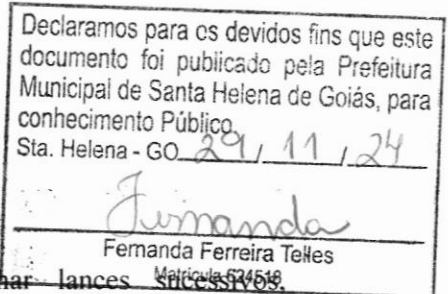 Declaramos para os devidos fins que este
documento foi publicado pela Prefeitura
Municipal de Santa Helena de Goiás, para
conhecimento Público.
Sta. Helena - GO 29 / 11 / 24
Fernanda
Fernanda Ferreira Telles
Matrícula 624518
har lances sucessivos,